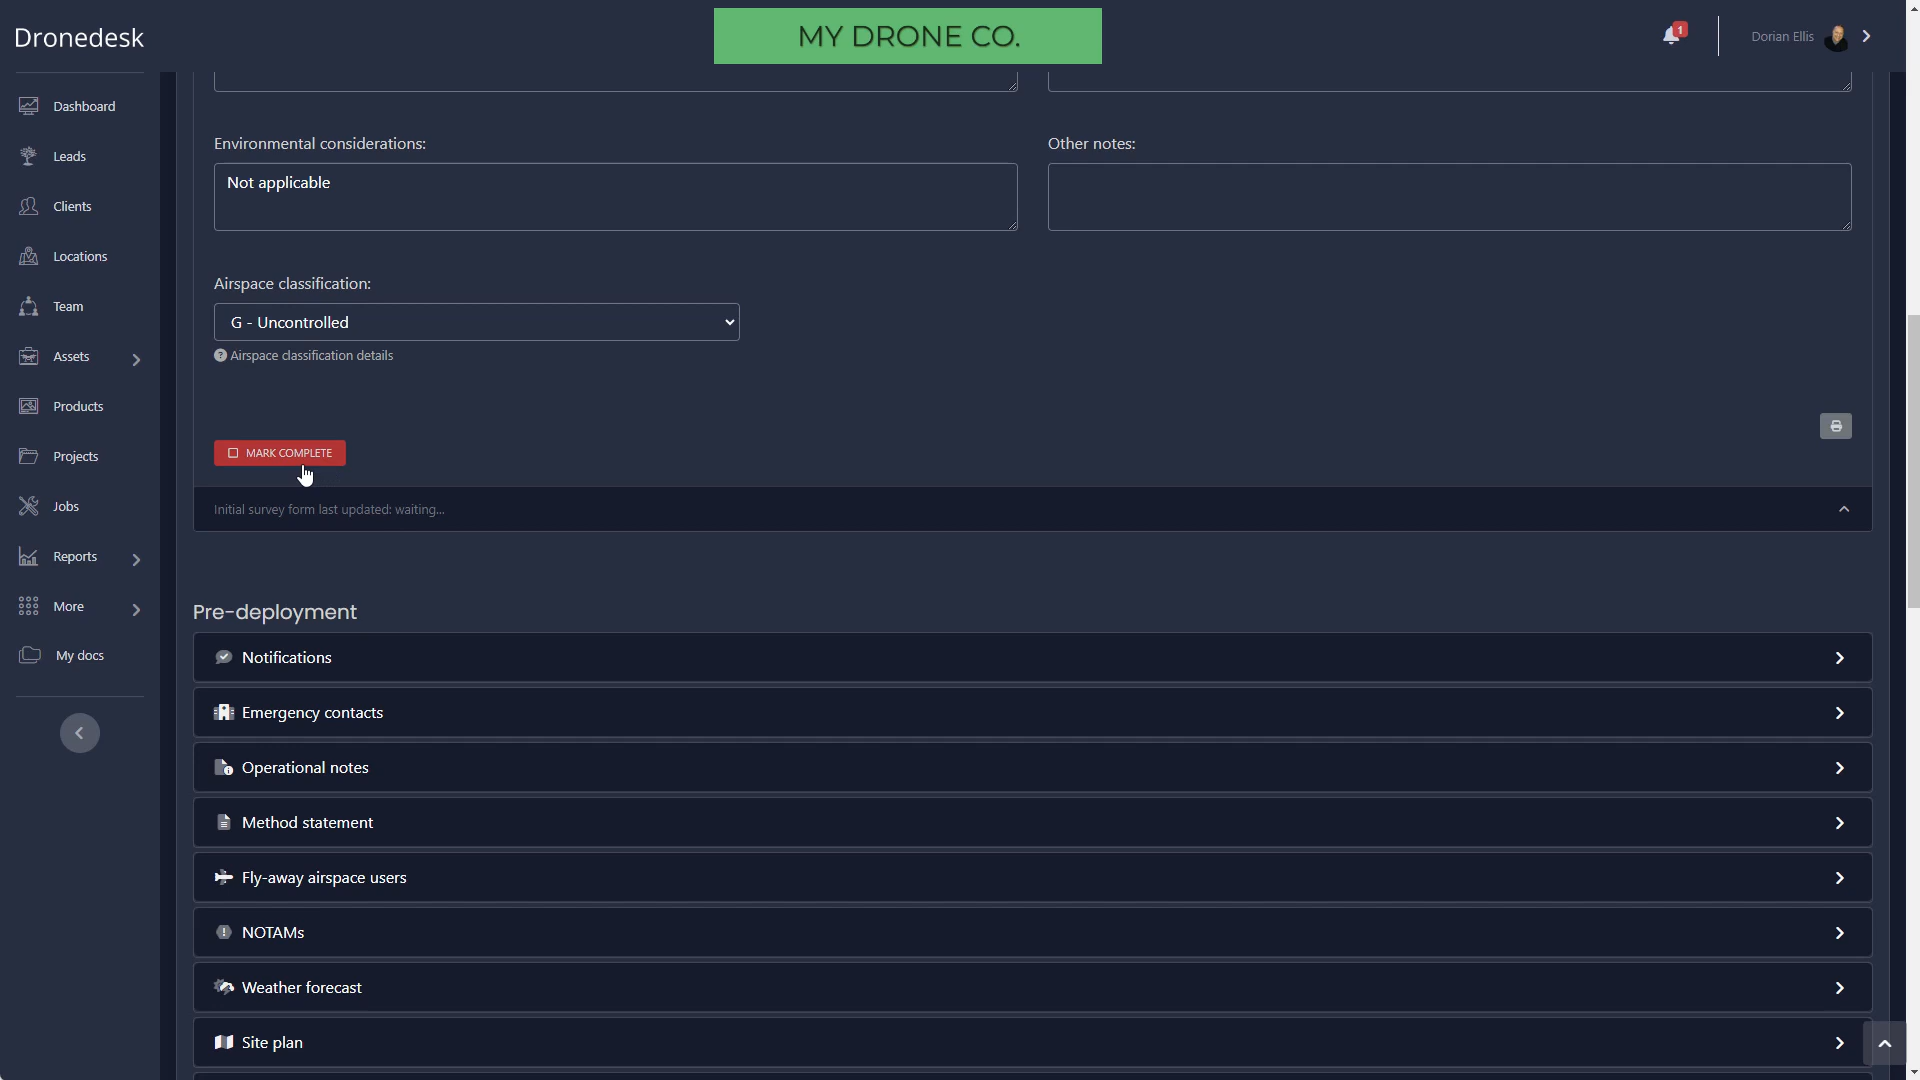 Dronedesk
MY DRONE CO.
1
Dorian Ellis
Dashboard
Leads
Clients
Locations
Team
Assets
Products
Projects
Jobs
Reports
More
My docs
Environmental considerations:
Not applicable
Other notes:
Airspace classification:
G - Uncontrolled
Airspace classification details
MARK COMPLETE
Initial survey form last updated: waiting...
Pre-deployment
Notifications
Emergency contacts
Operational notes
Method statement
Fly-away airspace users
NOTAMs
Weather forecast
Site plan